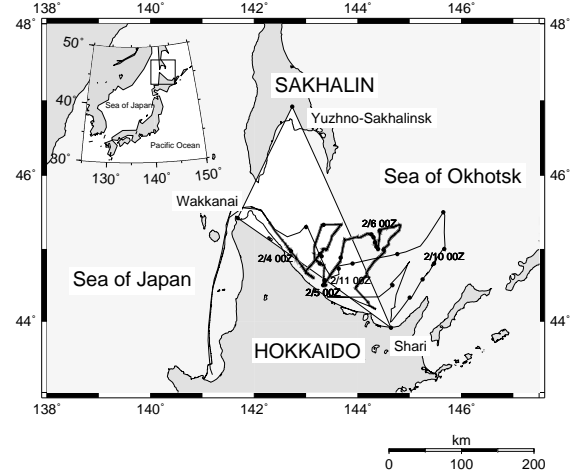 138° 140° 142° 144° 146°
48° 48°
50°
SAKHALIN
40°
Sea of Japan
Yuzhno-Sakhalinsk
Pacific Ocean
30°
130° 140° 150°
46° 46°
Sea of Okhotsk
Wakkanai
2/6 00Z
2/4 00Z
2/10 00Z
Sea of Japan
2/11 00Z
2/5 00Z
44° 44°
HOKKAIDO
Shari
138° 140° 142° 144° 146°
km
0 100 200